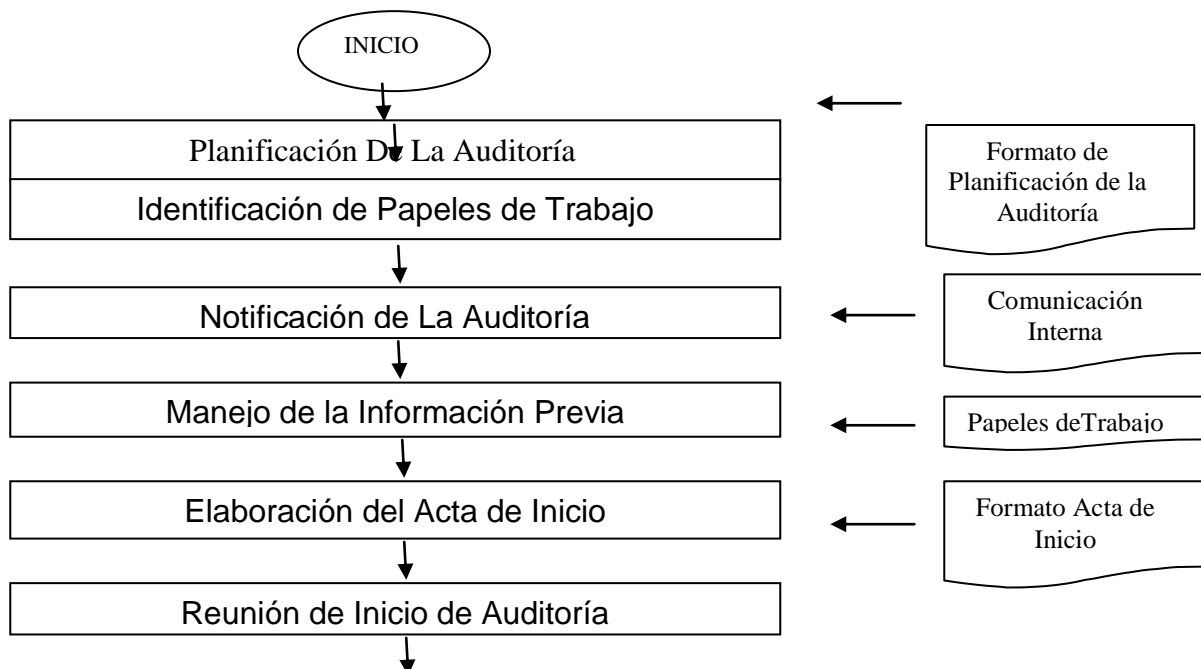 INICIO
Planificación De La Auditoría
Formato de
Planificación de la
Auditoría
Identificación de Papeles de Trabajo
Notificación de La Auditoría
Comunicación
Interna
Manejo de la Información Previa
Papeles deTrabajo
Elaboración del Acta de Inicio
Formato Acta de
Inicio
Reunión de Inicio de Auditoría